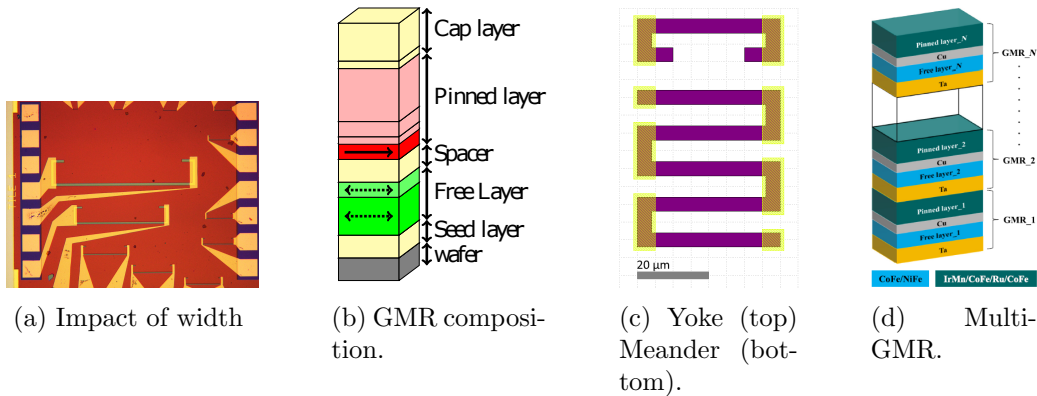 Cap layer
Pinned layer
Spacer
Free Layer
Seed layer
wafer
20 µm
Pinned layer_N
Cu
Free layer_N
Ta
GMR_N
Pinned layer_2
Cu
Free layer_2
Ta
GMR_2
Pinned layer_1
Cu
Free layer_1
Ta
GMR_1
CoFe/NiFe
IrMn/CoFe/Ru/CoFe
(a) Impact of width
(b) GMR composi-
tion.
(c) Yoke (top)
Meander (bot-
tom).
(d) Multi-
GMR.